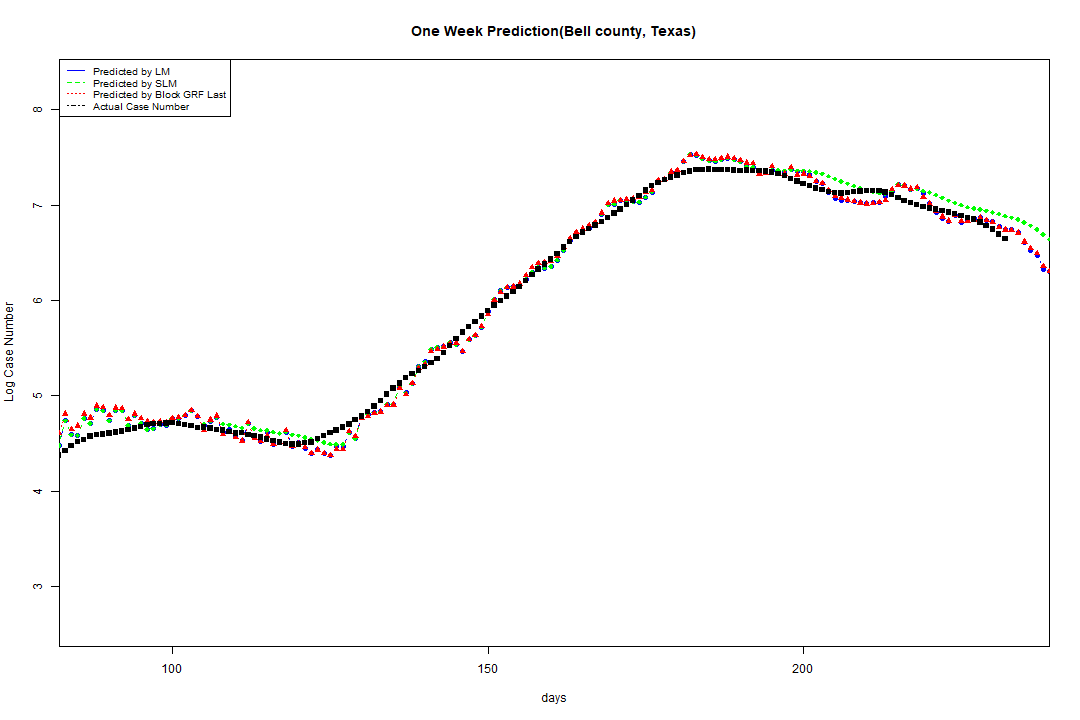 One Week Prediction(Bell county, Texas)
Predicted by LM
Predicted by SLM
Predicted by Block GRF Last
Actual Case Number
8
7
6
5
4
3
Log Case Number
100 150 200
days